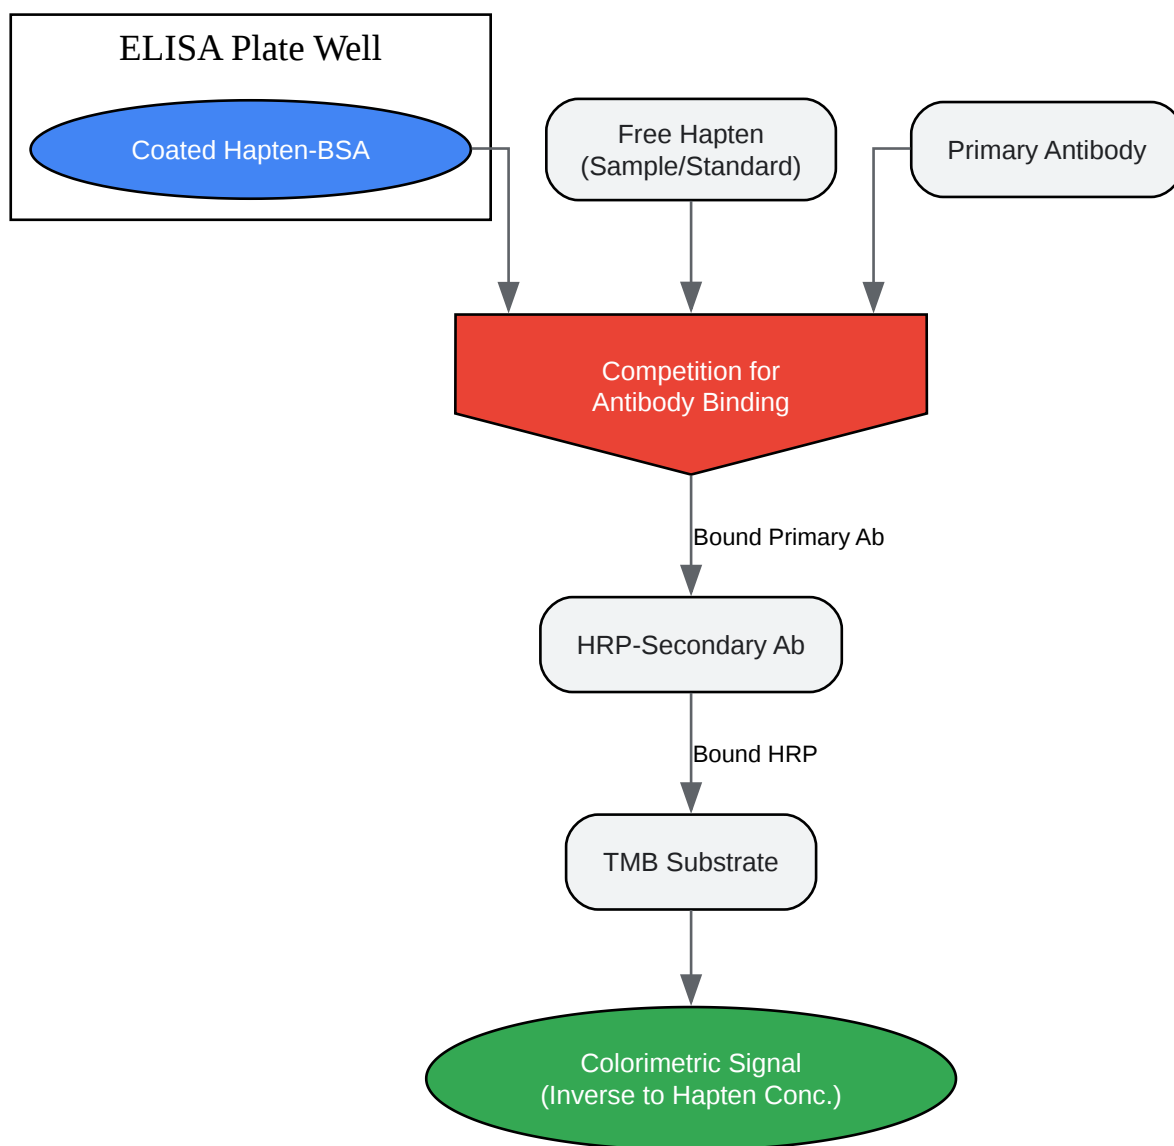 ELISA Plate Well
Coated Hapten-BSA
Free Hapten
(Sample/Standard)
Primary Antibody
Competition for
Antibody Binding
Bound Primary Ab
HRP-Secondary Ab
Bound HRP
TMB Substrate
Colorimetric Signal
(Inverse to Hapten Conc.)